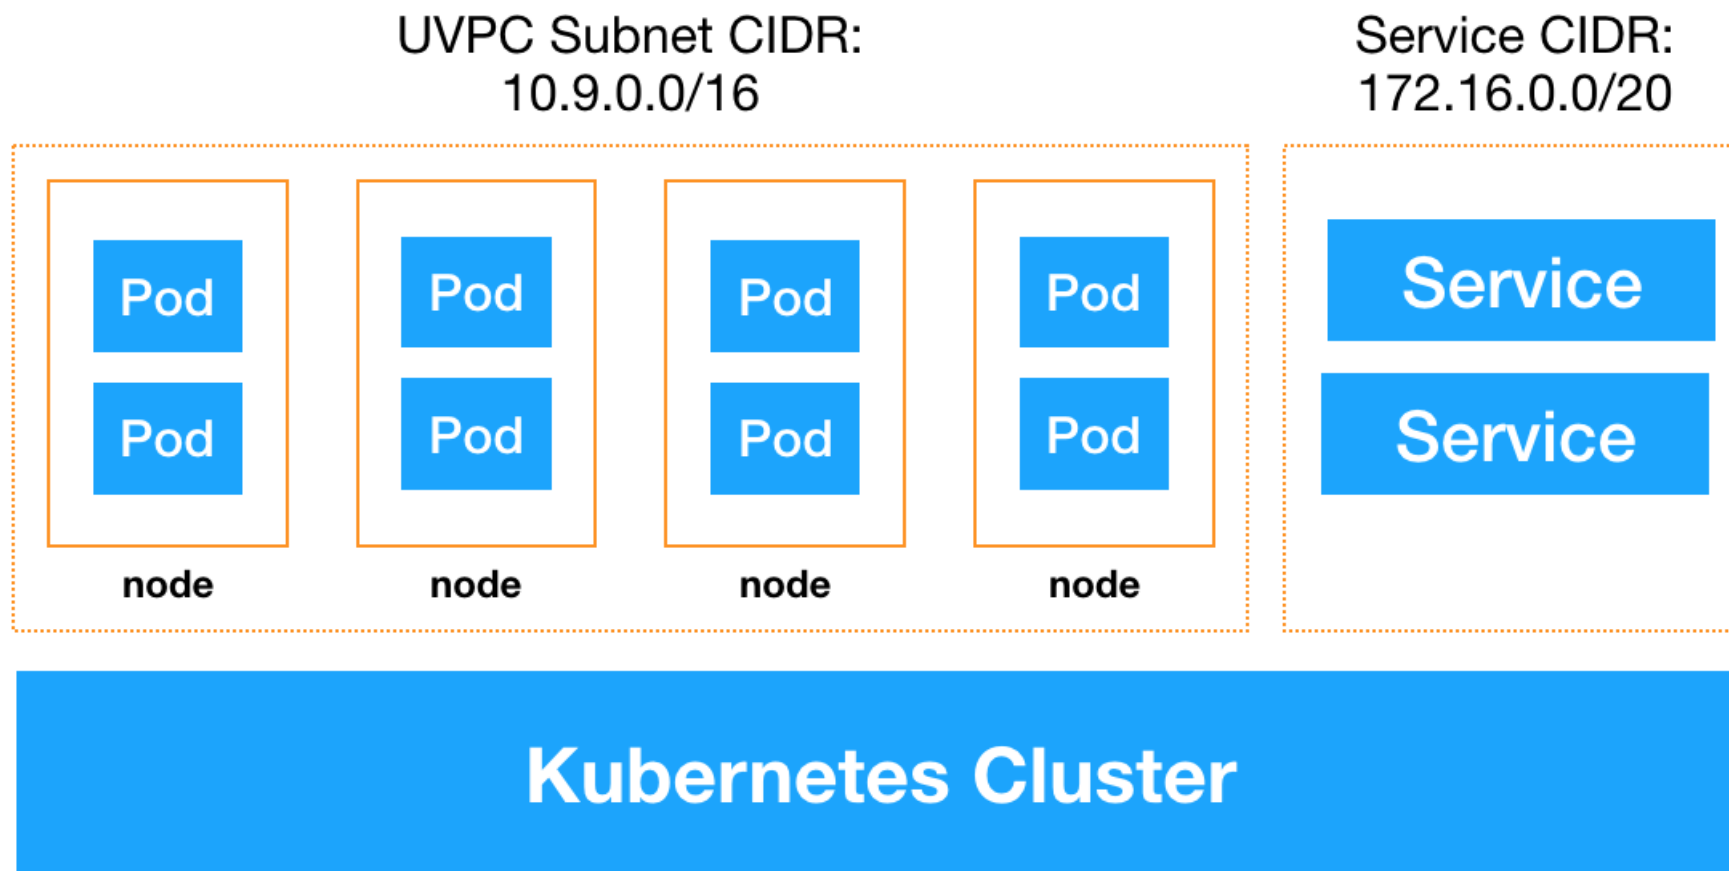 UVPC Subnet CIDR:
10.9.0.0/16
Service CIDR:
172.16.0.0/20
Pod
Pod
node
Pod
Pod
node
Pod
Pod
node
Pod
Pod
node
Service
Service
Kubernetes Cluster